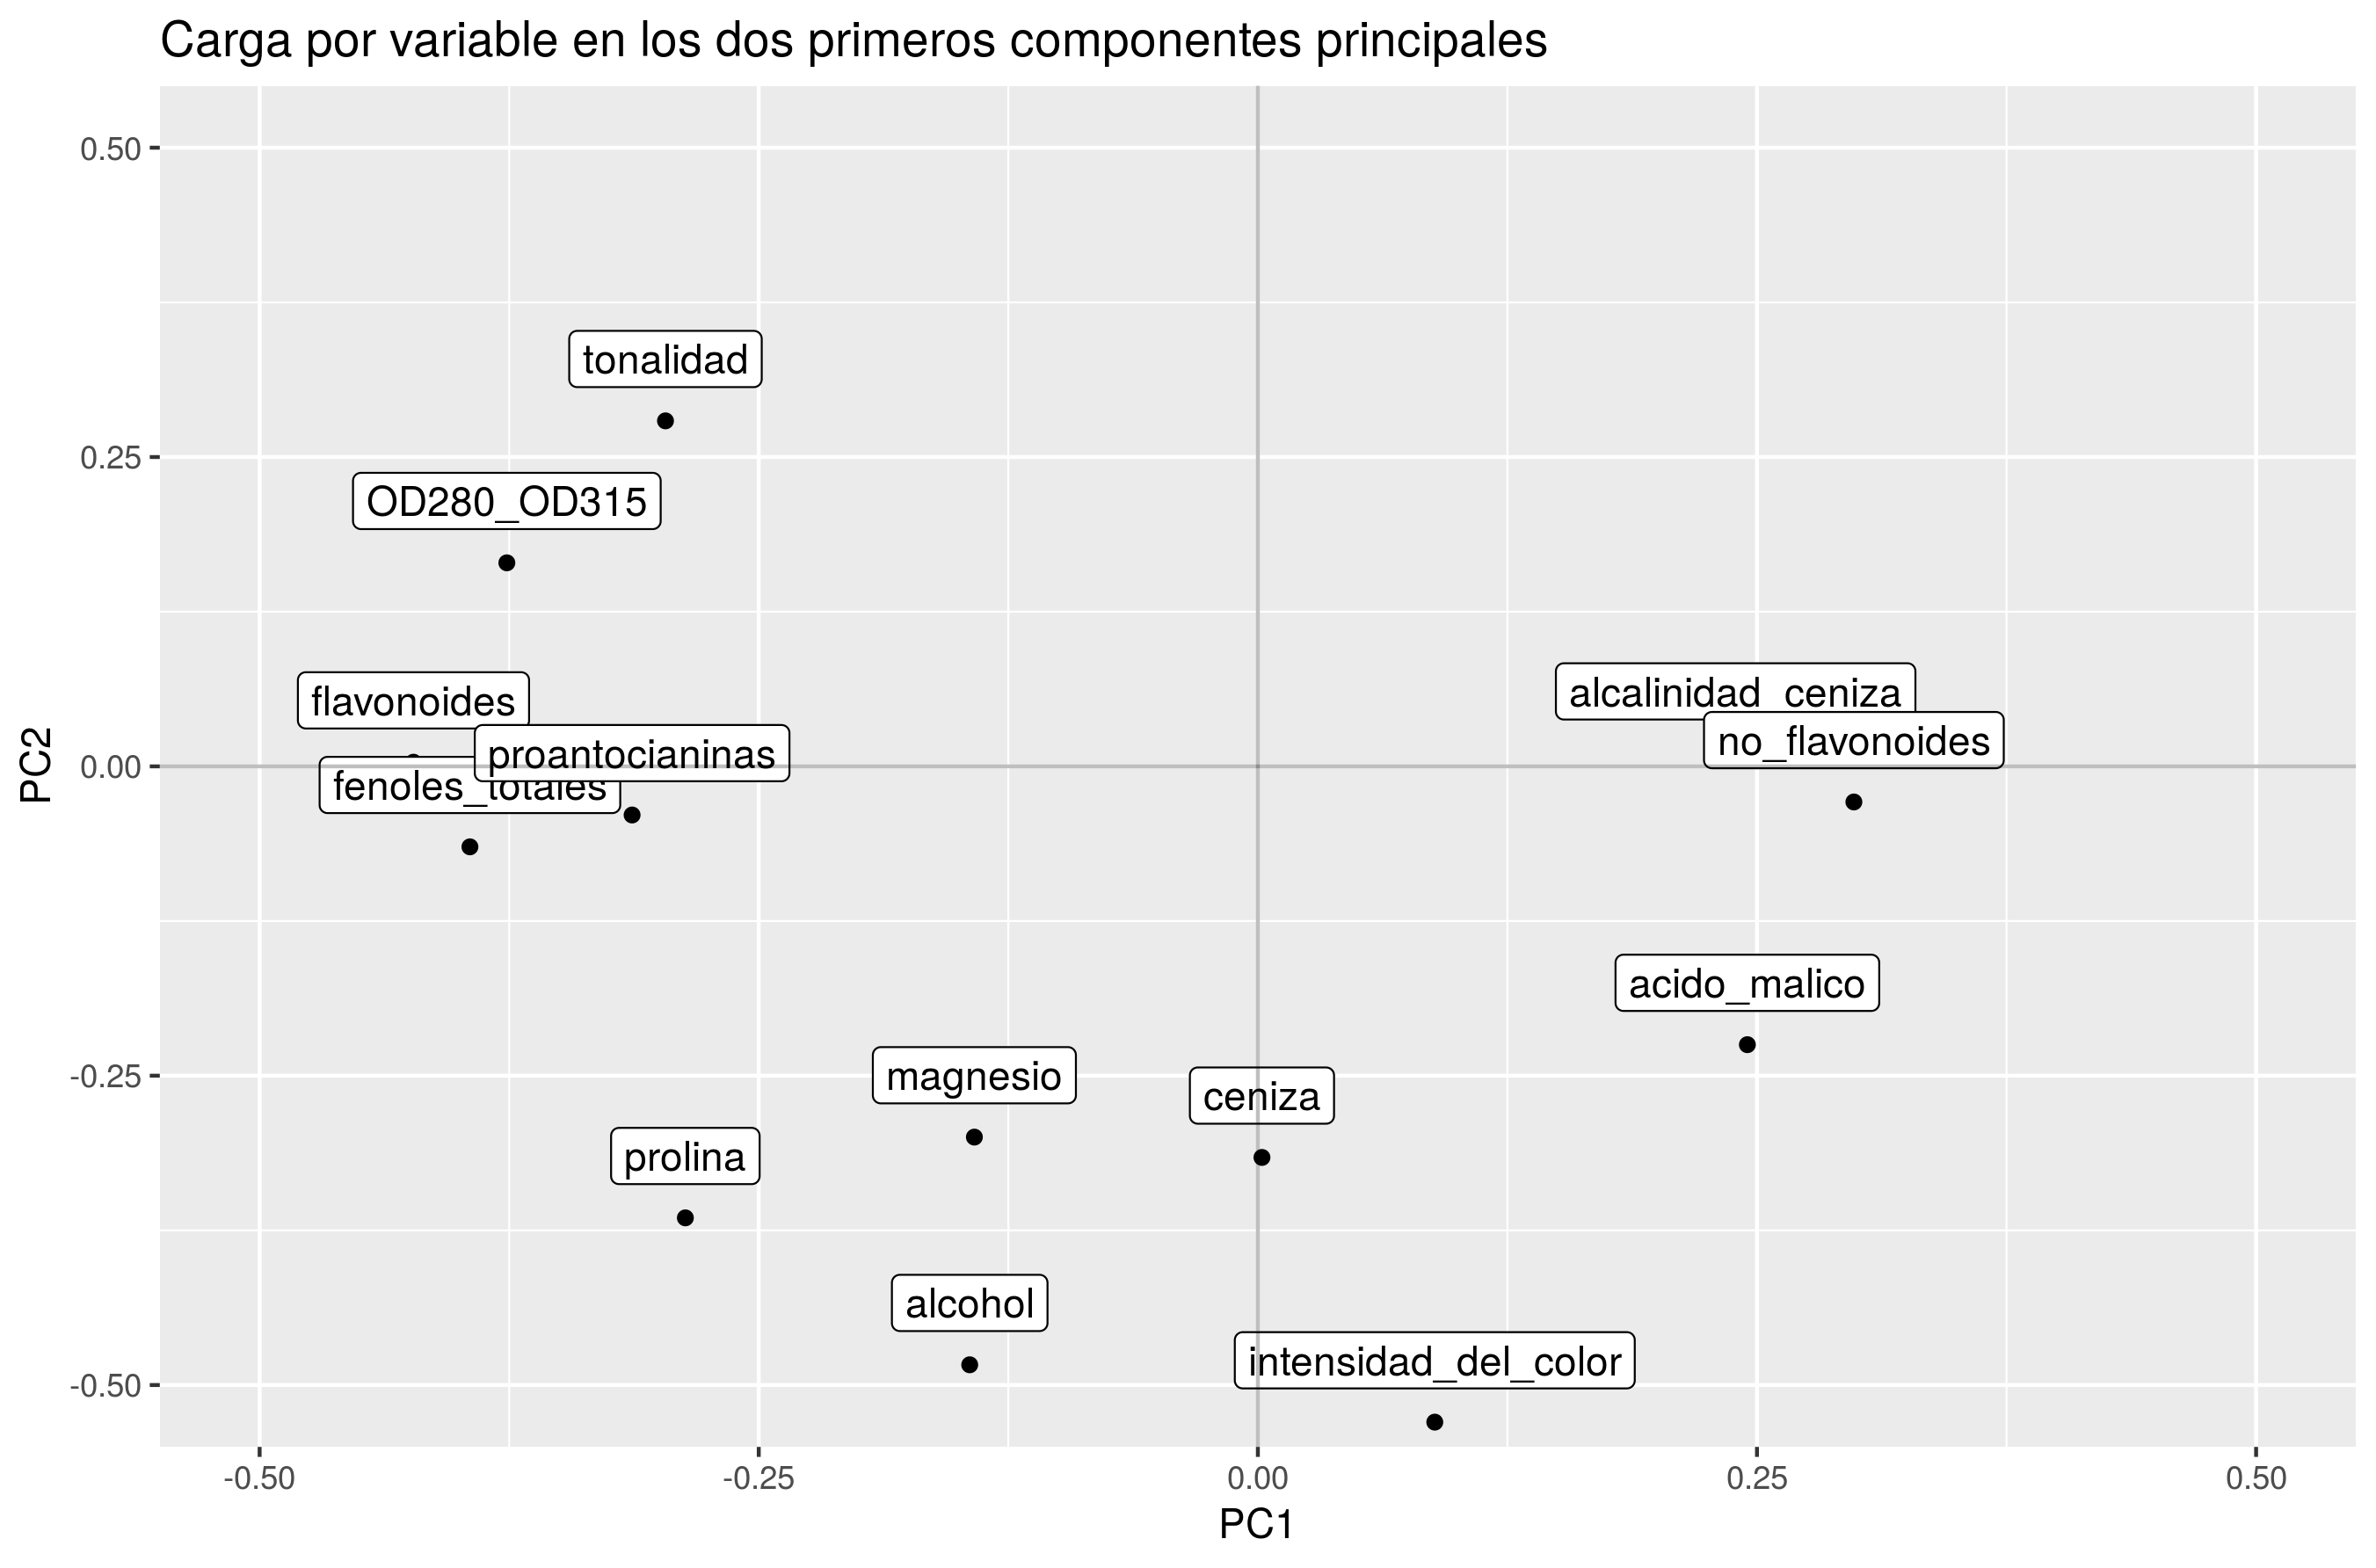 Carga por variable en los dos primeros componentes principales
0.50
tonalidad
0.25
OD280_OD315
alcalinidad_ceniza
flavonoides
no_flavonoides
proantocianinas
PC2
0.00
fenoles_totales
acido_malico
-0.25
magnesio
ceniza
prolina
alcohol
intensidad_del_color
-0.50
-0.50 -0.25 0.00 0.25 0.50
PC1